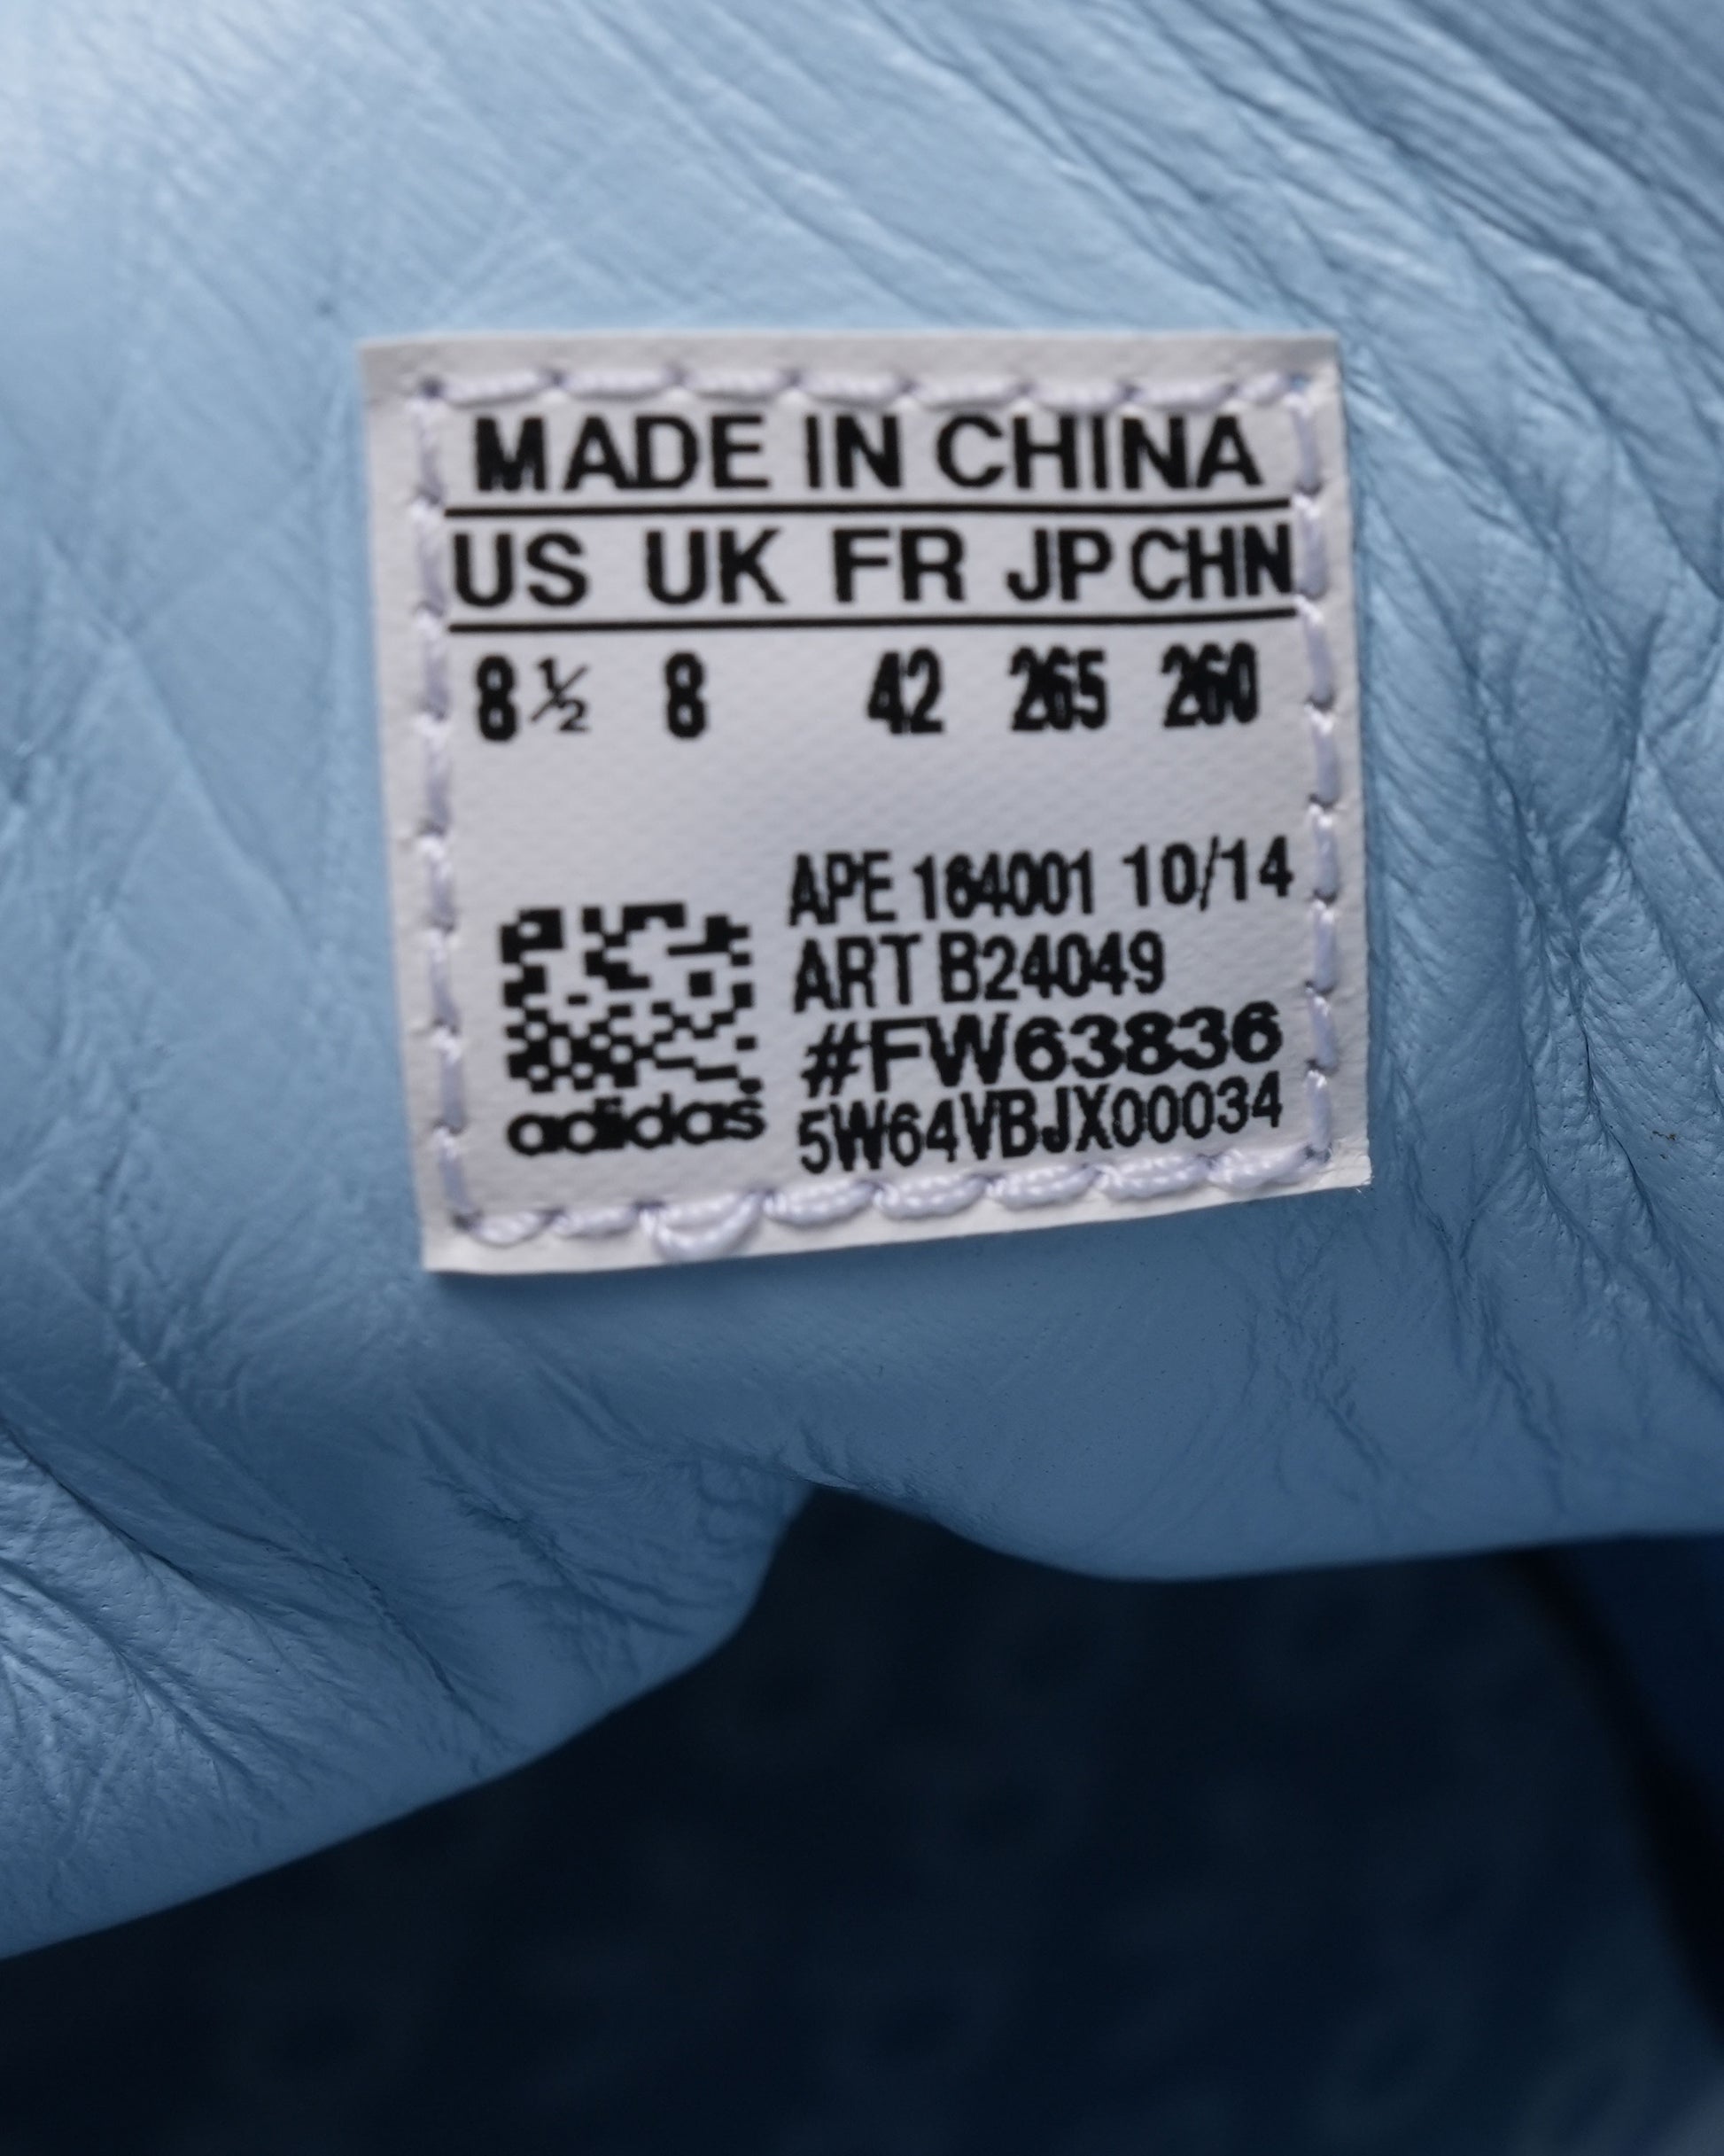 MADE IN CHINA
US UK FR JP CHN
8½ 8 42 265 260
APE 164001 10/14
ART B24049
#FW63836
5W64VBJX00034
adidas